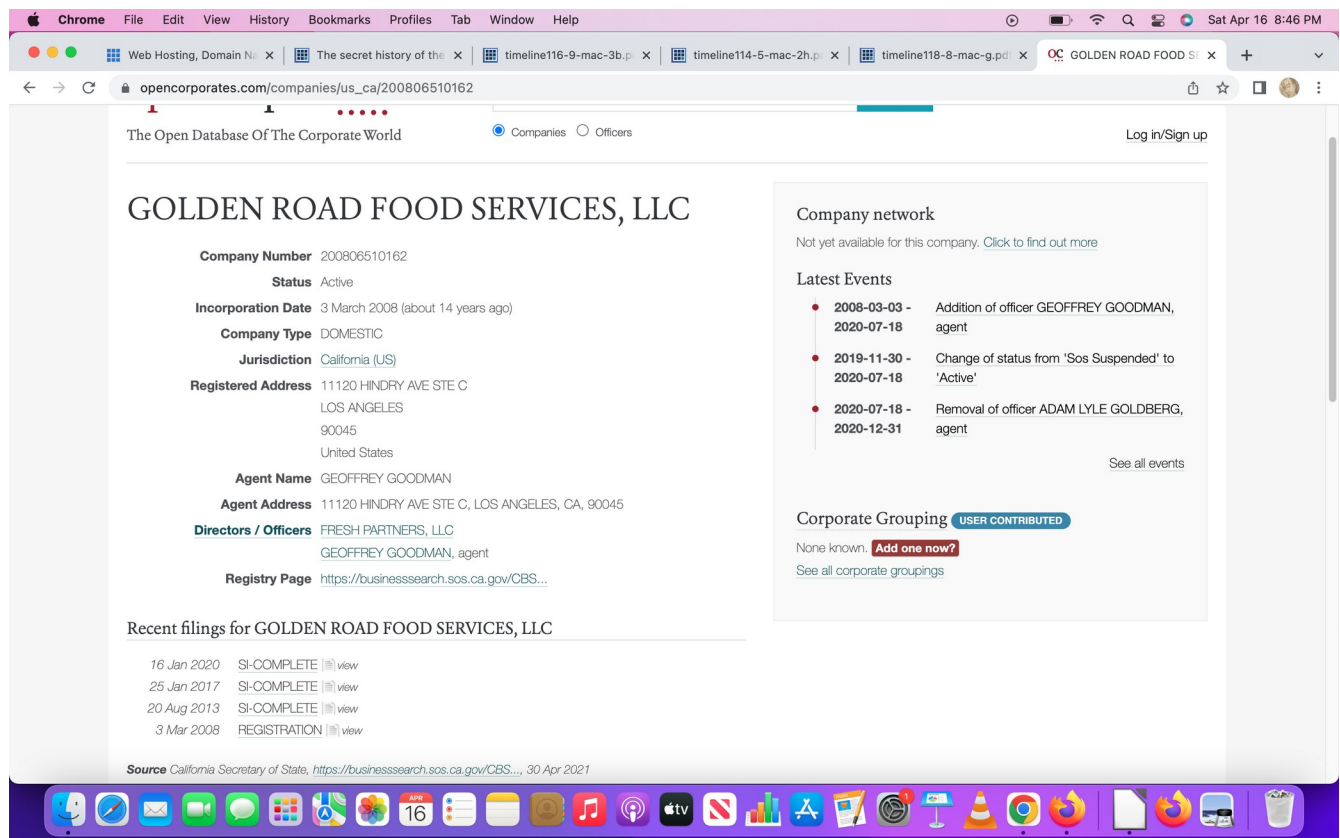 Chrome File Edit View History Bookmarks Profiles Tab Window Help Sat Apr 16 8:46 PM
Web Hosting, Domain Na The secret history of the timeline116-9-mac-3b.p timeline114-5-mac-2h.p timeline118-8-mac-g.pd OC GOLDEN ROAD FOOD SE
opencorporates.com/companies/us_ca/200806510162
The Open Database Of The Corporate World Companies Officers Log in/Sign up
GOLDEN ROAD FOOD SERVICES, LLC
Company Number 200806510162
Status Active
Incorporation Date 3 March 2008 (about 14 years ago)
Company Type DOMESTIC
Jurisdiction California (US)
Registered Address 11120 HINDRY AVE STE C
LOS ANGELES
90045
United States
Agent Name GEOFFREY GOODMAN
Agent Address 11120 HINDRY AVE STE C, LOS ANGELES, CA, 90045
Directors / Officers FRESH PARTNERS, LLC
GEOFFREY GOODMAN, agent
Registry Page https://businesssearch.sos.ca.gov/CBS...
Recent filings for GOLDEN ROAD FOOD SERVICES, LLC
16 Jan 2020 SI-COMPLETE view
25 Jan 2017 SI-COMPLETE view
20 Aug 2013 SI-COMPLETE view
3 Mar 2008 REGISTRATION view
Source California Secretary of State, https://businesssearch.sos.ca.gov/CBS..., 30 Apr 2021
Company network
Not yet available for this company. Click to find out more
Latest Events
2008-03-03 - Addition of officer GEOFFREY GOODMAN,
2020-07-18 agent
2019-11-30 - Change of status from 'Sos Suspended' to
2020-07-18 'Active'
2020-07-18 - Removal of officer ADAM LYLE GOLDBERG,
2020-12-31 agent
See all events
Corporate Grouping USER CONTRIBUTED
None known. Add one now?
See all corporate groupings
APR
16
tv
1